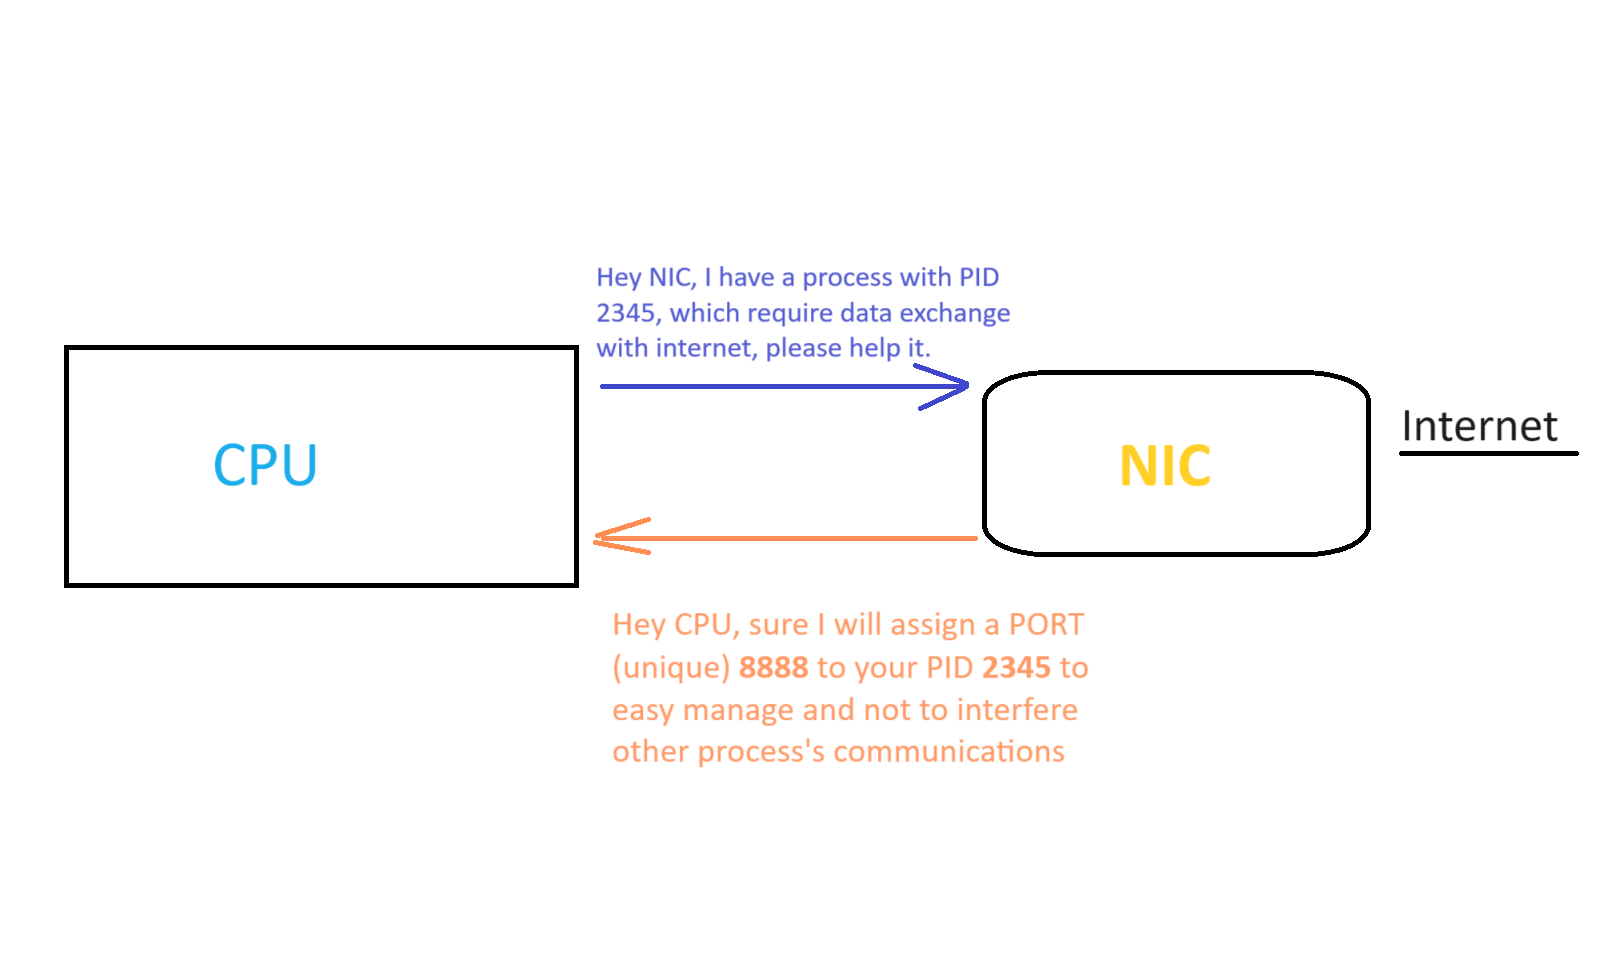 Hey NIC, I have a process with PID
2345, which require data exchange
with internet, please help it.
CPU
NIC
Internet
Hey CPU, sure I will assign a PORT
(unique) 8888 to your PID 2345 to
easy manage and not to interfere
other process's communications